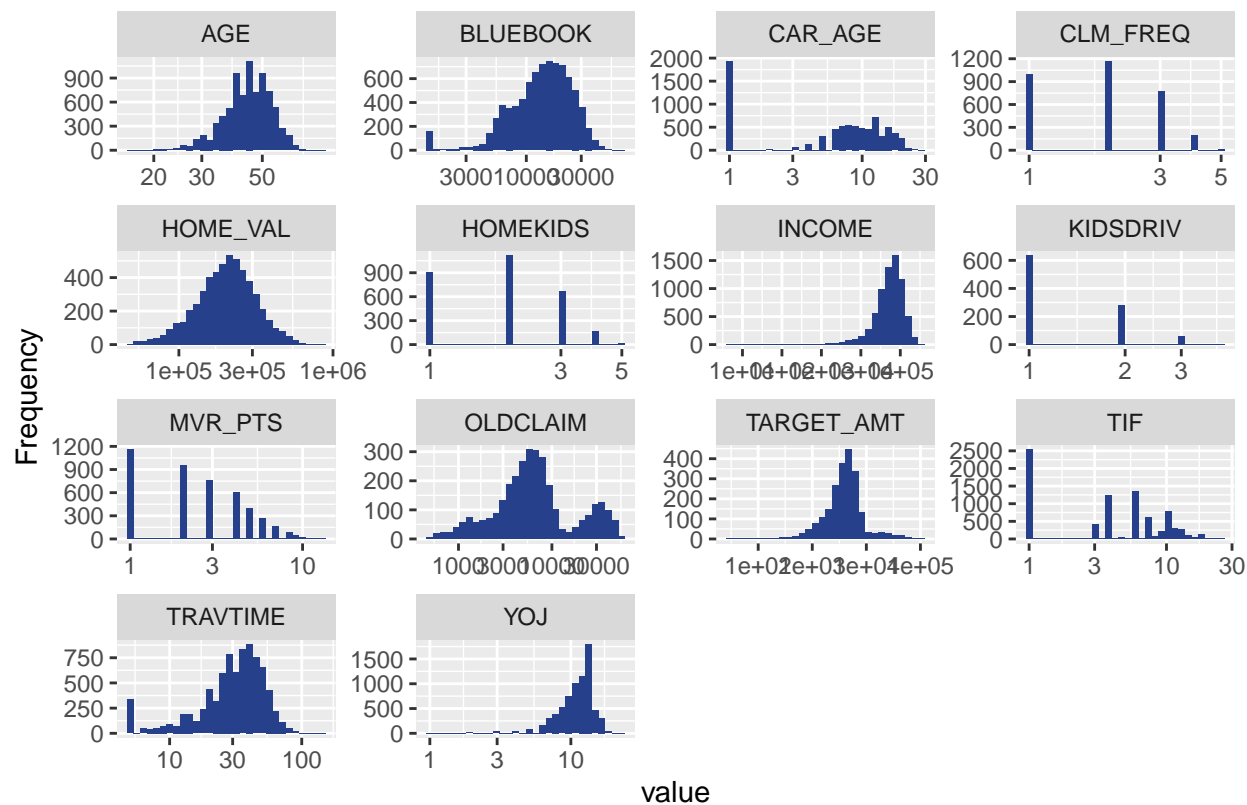 AGE BLUEBOOK CAR_AGE CLM_FREQ
900 600 300 0
20 30 50
600 400 200 0
3000 10000 30000
2000 1500 1000 500 0
1 3 10 30
1200 900 600 300 0
1 3 5
HOME_VAL HOMEKIDS INCOME KIDSDRIV
400 200 0
1e+05 3e+05 1e+06
900 600 300 0
1 3 5
1500 1000 500 0
1e+01 1e+02 1e+03 1e+04 1e+05
600 400 200 0
1 2 3
Frequency
MVR_PTS OLDCLAIM TARGET_AMT TIF
1200 900 600 300 0
1 3 10
300 200 100 0
1000 3000 10000 30000
400 300 200 100 0
1e+02 1e+03 1e+04 1e+05
2500 2000 1500 1000 500 0
1 3 10 30
TRAVTIME YOJ
750 500 250 0
10 30 100
1500 1000 500 0
1 3 10
value